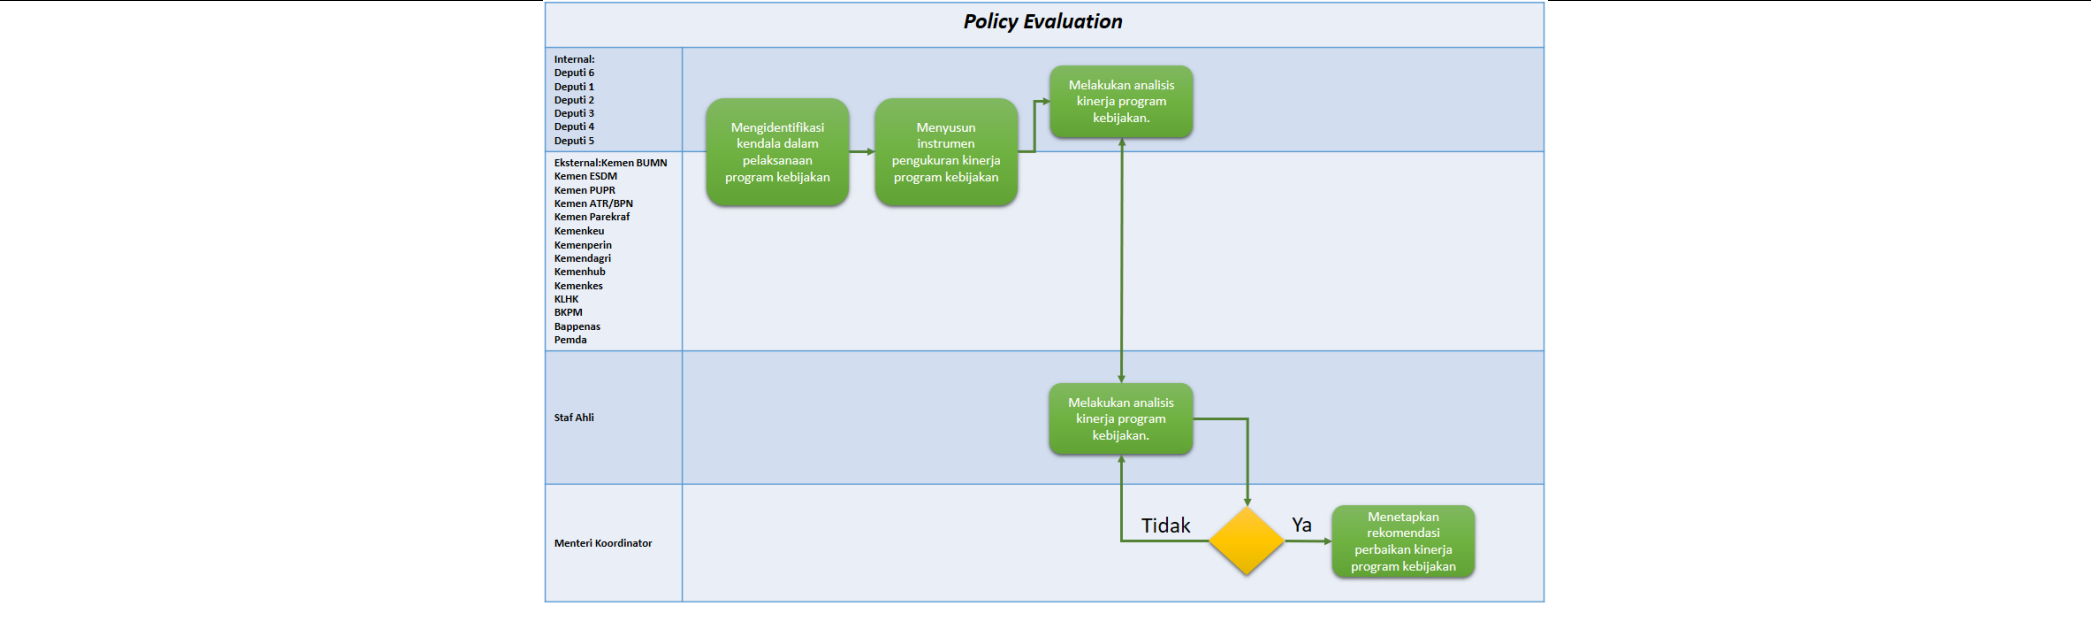 Policy Evaluation
Internal:
Deputi 6
Deputi 1
Deputi 2
Deputi 3
Deputi 4
Deputi 5
Mengidentifikasi
kendala dalam
pelaksanaan
program kebijakan
Menyusun
instrumen
pengukuran kinerja
program kebijakan
Melakukan analisis
kinerja program
kebijakan.
Eksternal:Kemen BUMN
Kemen ESDM
Kemen PUPR
Kemen ATR/BPN
Kemen Parekraf
Kemenkeu
Kemenperin
Kemendagri
Kemenhub
Kemenkes
KLHK
BKPM
Bappenas
Pemda
Staf Ahli
Melakukan analisis
kinerja program
kebijakan.
Menteri Koordinator
Tidak
Ya
Menetapkan
rekomendasi
perbaikan kinerja
program kebijakan